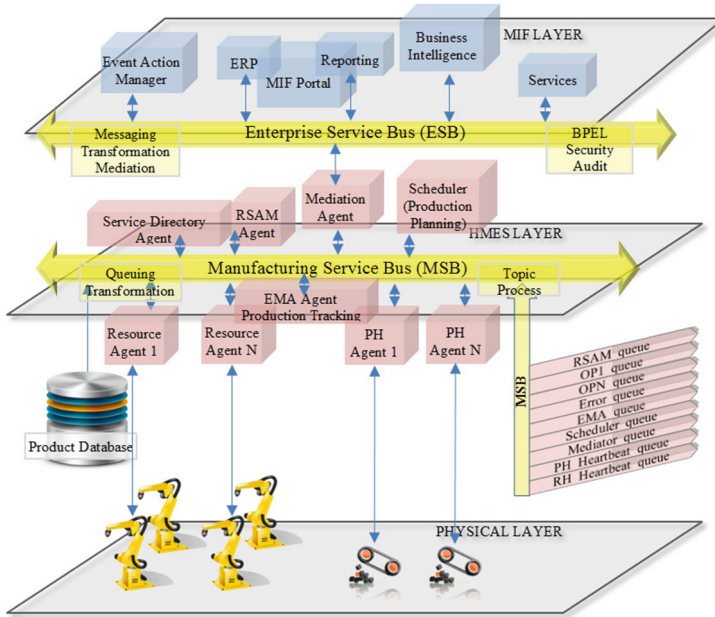 Business
Intelligence
MIF LAYER
Event Action
Manager
ERP
Reporting
MIF Portal
Services
Messaging
Transformation
Mediation
Enterprise Service Bus (ESB)
BPEL
Security
Audit
Service Directory
Agent
RSAM
Agent
Mediation
Agent
Scheduler
(Production
Planning)
HMES LAYER
Queuing
Transformation
Manufacturing Service Bus (MSB)
Topic
Process
EMA Agent
Production Tracking
Resource
Agent 1
Resource
Agent N
PH
Agent 1
PH
Agent N
Product Database
MSB
RSAM queue
OP1 queue
OPN queue
Error queue
EMA queue
Scheduler queue
Mediator queue
PH Heartbeat queue
RH Heartbeat queue
PHYSICAL LAYER